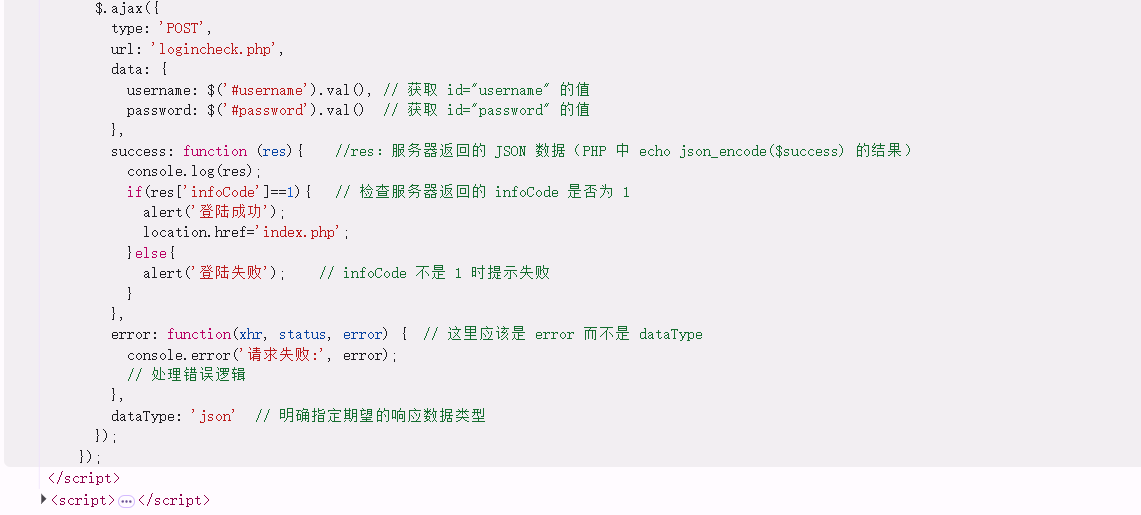 $.ajax({
type: 'POST',
url: 'logincheck.php',
data: {
username: $('#username').val(), // 获取 id="username" 的值
password: $('#password').val() // 获取 id="password" 的值
},
success: function (res){ //res: 服务器返回的 JSON 数据（PHP 中 echo json_encode($success) 的结果）
console.log(res);
if(res['infoCode']==1){ // 检查服务器返回的 infoCode 是否为 1
alert('登陆成功');
location.href='index.php';
}else{
alert('登陆失败'); // infoCode 不是 1 时提示失败
}
},
error: function(xhr, status, error) { // 这里应该是 error 而不是 dataType
console.error('请求失败:', error);
// 处理错误逻辑
},
dataType: 'json' // 明确指定期望的响应数据类型
});
});
</script>
<script>…</script>